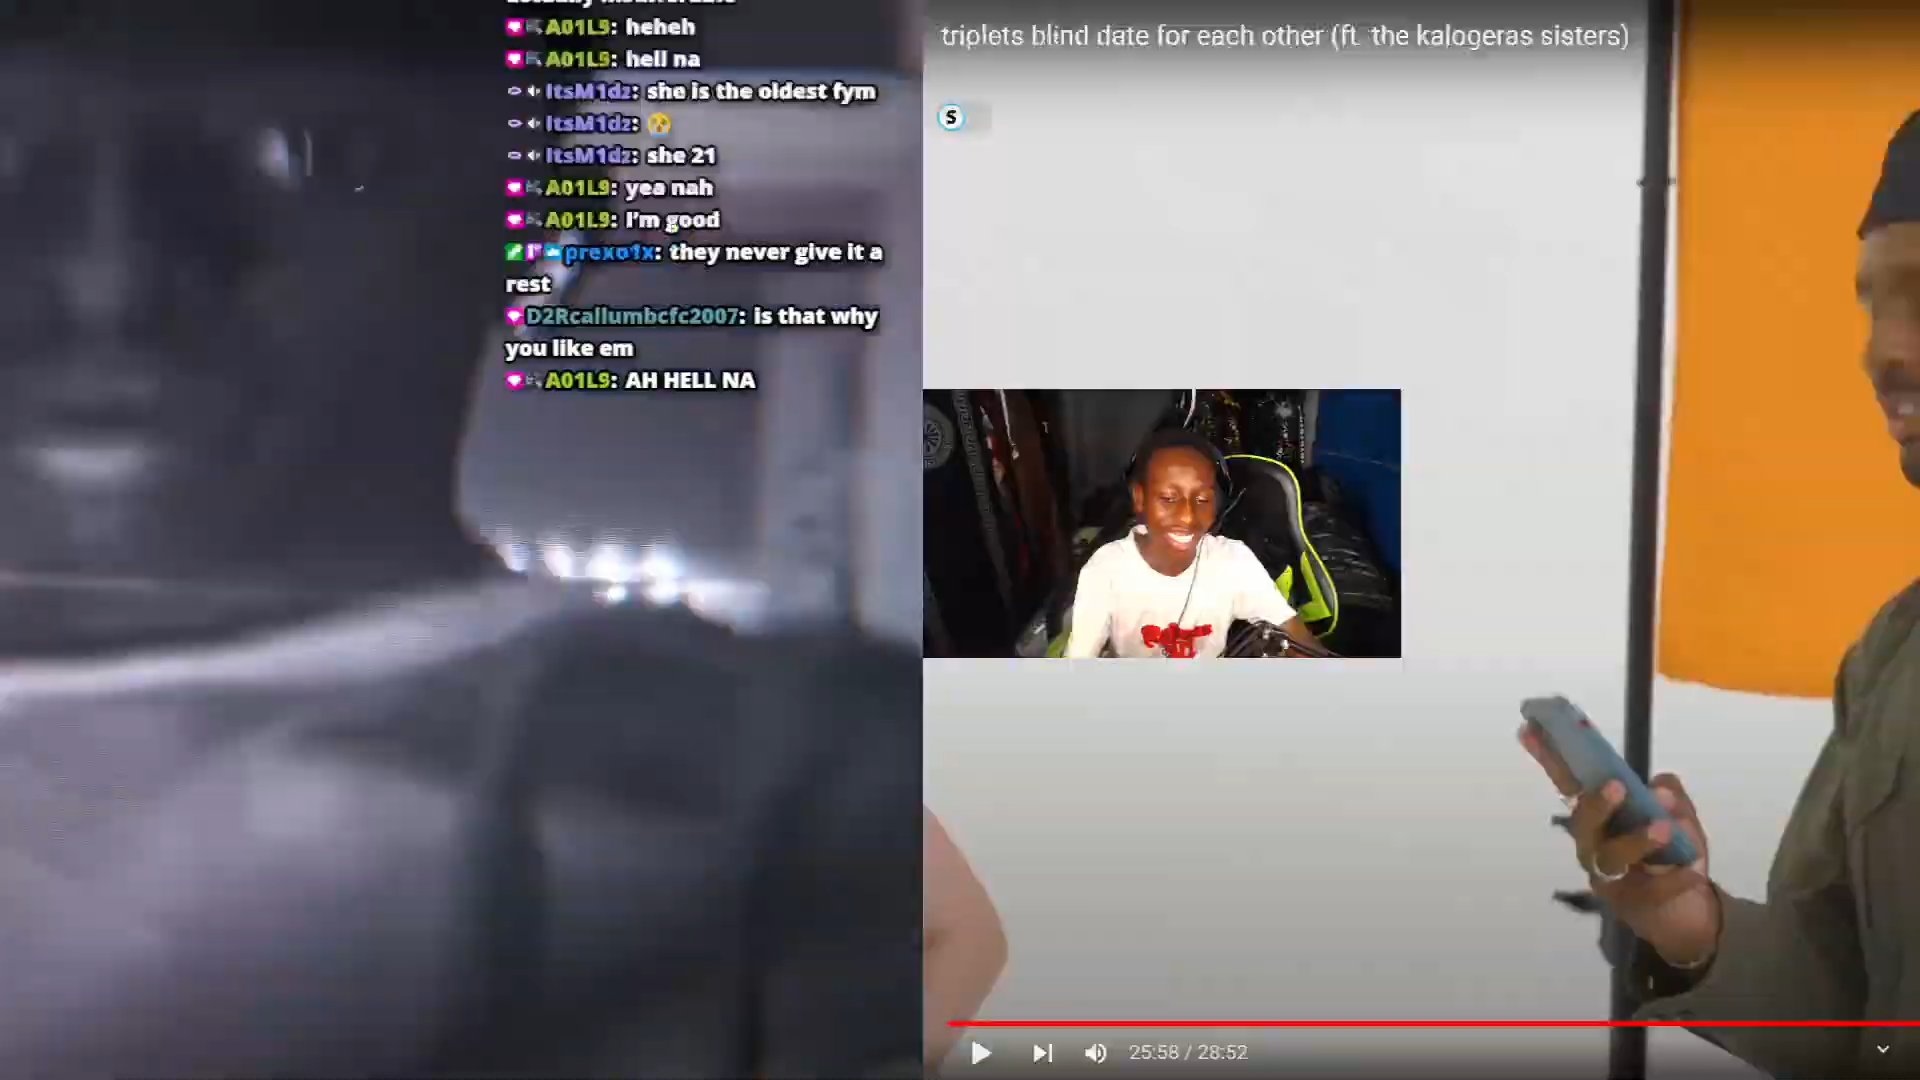 A01L9: heheh
A01L9: hell na
ItsM1dz: she is the oldest fym
ItsM1dz: 😭
ItsM1dz: she 21
A01L9: yea nah
A01L9: I'm good
prexo1x: they never give it a
rest
D2Rcallumbcfc2007: is that why
you like em
A01L9: AH HELL NA
triplets blind date for each other (ft. the kalogeras sisters)
S
25:58 / 28:52